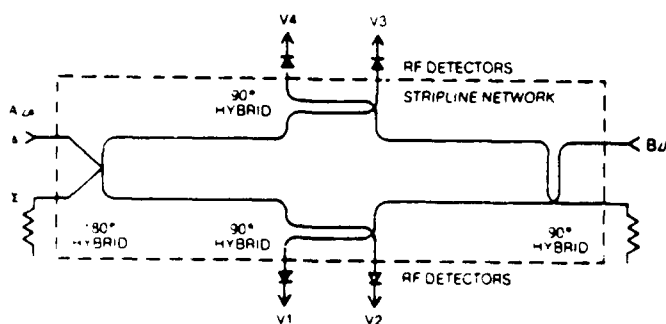 V4
V3
RF DETECTORS
90°
HYBRID
STRIPLINE NETWORK
A
Δ
B
Σ
180°
HYBRID
90°
HYBRID
90°
HYBRID
RF DETECTORS
V1
V2